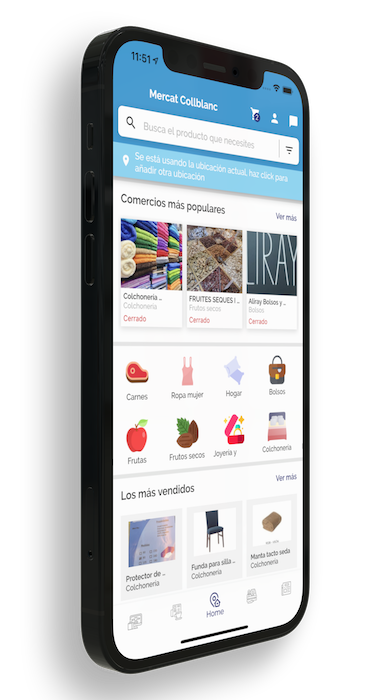 11:51
Mercat Collblanc
2
Busca el producto que necesites
Se está usando la ubicación actual, haz click para
añadir otra ubicación
Comercios más populares
Ver más
LIRAY
Colchonería ...
Colchonería
Cerrado
FRUITES SEQUES I ...
Frutos secos
Cerrado
Aliray Bolsos y ...
Bolsos
Cerrado
Carnes
Ropa mujer
Hogar
Bolsos
Frutas
Frutos secos
Joyería y
Colchonería
Los más vendidos
Ver más
Protector de ...
Colchonería
Funda para silla ...
Colchonería
Manta tacto seda
Colchonería
Home